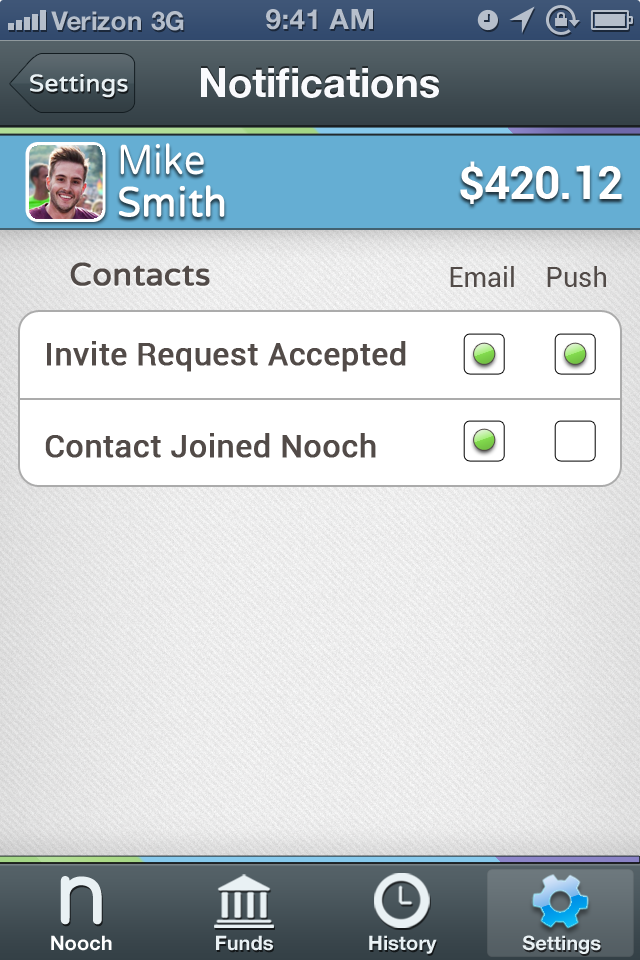 Verizon 3G 9:41 AM
Settings Notifications
Mike
Smith
$420.12
Contacts Email Push
Invite Request Accepted
Contact Joined Nooch
n
Nooch Funds History Settings